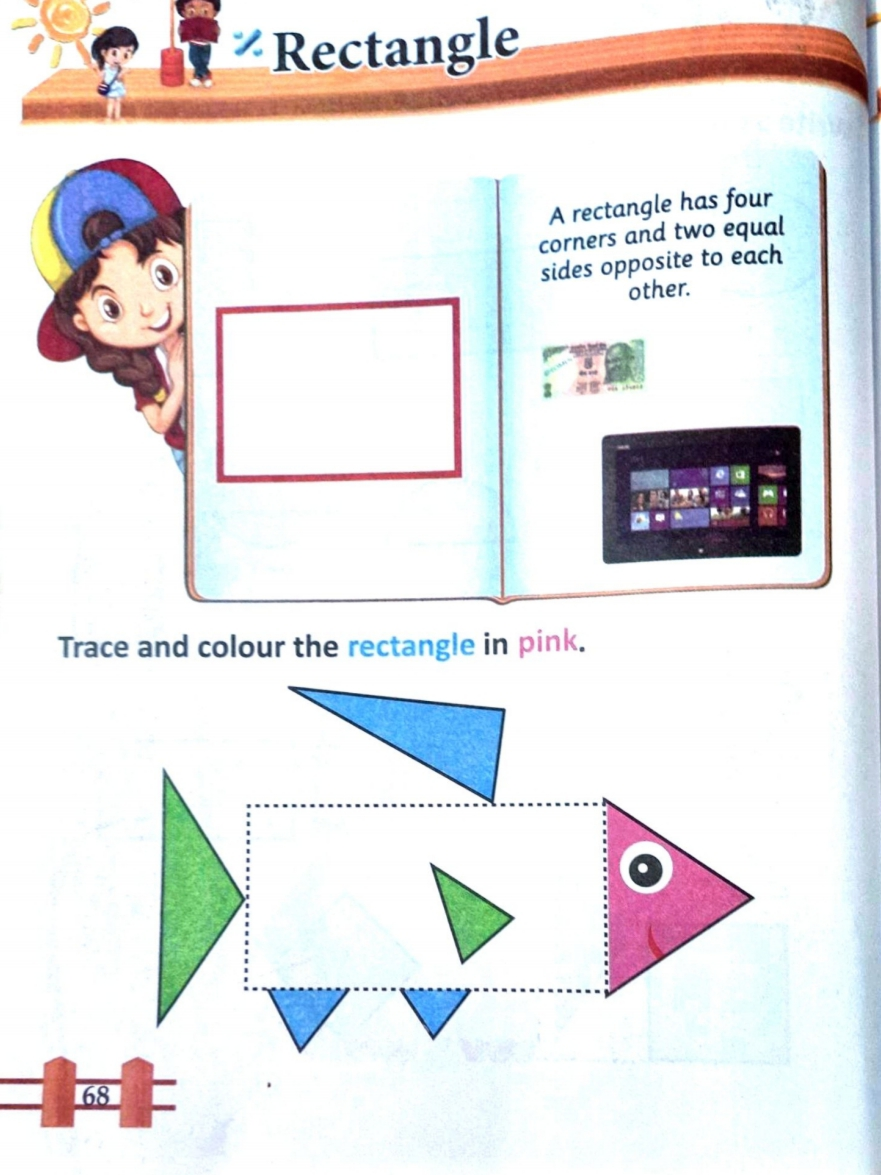 Rectangle
A rectangle has four
corners and two equal
sides opposite to each
other.
Trace and colour the rectangle in pink.
68